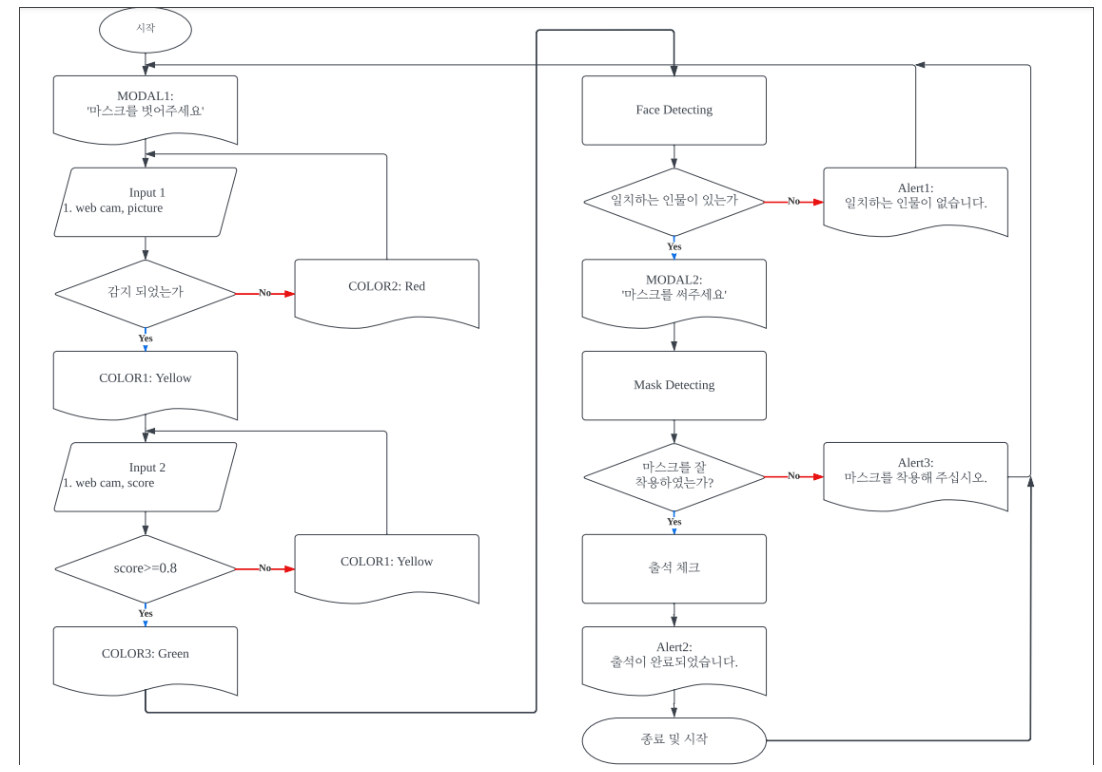 시작
MODAL1:
'마스크를 벗어주세요'
Input 1
1. web cam, picture
감지 되었는가
No
COLOR2: Red
Yes
COLOR1: Yellow
Input 2
1. web cam, score
score>=0.8
No
COLOR1: Yellow
Yes
COLOR3: Green
Face Detecting
일치하는 인물이 있는가
No
Alert1:
일치하는 인물이 없습니다.
Yes
MODAL2:
'마스크를 써주세요'
Mask Detecting
마스크를 잘
착용하였는가?
No
Alert3:
마스크를 착용해 주십시오.
Yes
출석 체크
Alert2:
출석이 완료되었습니다.
종료 및 시작